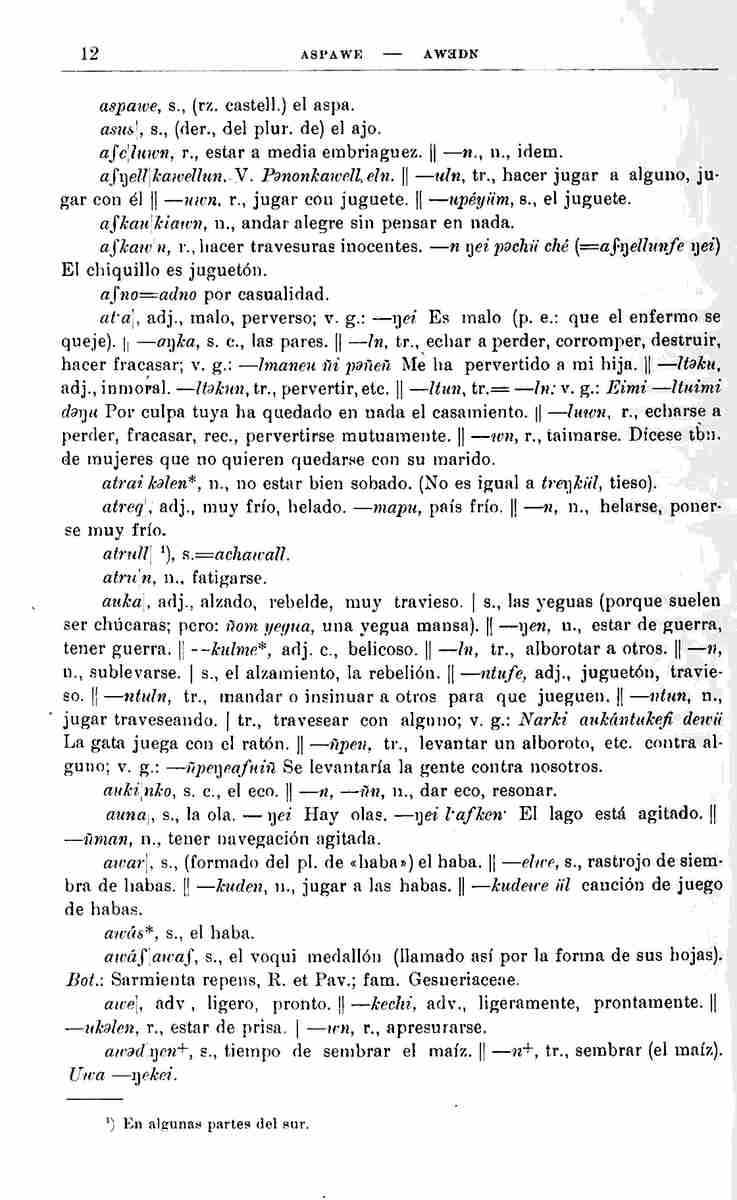 12 ASPAWE — AWƏDN
aspawe, s., (rz. castell.) el aspa.
asus|, s., (der., del plur. de) el ajo.
aʃe|luwn, r., estar a media embriaguez. || —n., n., idem.
aʃŋell|kawellun. V. Pənonkawell, eln. || —uln, tr., hacer jugar a alguno, ju-
gar con él || —uwn, r., jugar con juguete. || —upéyüm, s., el juguete.
aʃkau|kiawn, n., andar alegre sin pensar en nada.
aʃkaw|n, r., hacer travesuras inocentes. —n ŋei pəchü ché (=aʃŋellunfe ŋei)
El chiquillo es juguetón.
aʃno=adno por casualidad.
at·a|, adj., malo, perverso; v. g.: —ŋei Es malo (p. e.: que el enfermo se
queje). || —aŋka, s. c., las pares. || —ln, tr., echar a perder, corromper, destruir,
hacer fracasar; v. g.: —lmaneu ñi pəñeñ Me ha pervertido a mi hija. || —ltəku,
adj., inmoral. —ltəkun, tr., pervertir, etc. || —ltun, tr.= —ln: v. g.: Eimi —ltuimi
dəŋu Por culpa tuya ha quedado en nada el casamiento. || —luwn, r., echarse a
perder, fracasar, rec., pervertirse mutuamente. || —wn, r., taimarse. Dícese tbn.
de mujeres que no quieren quedarse con su marido.
atrai kəlen*, n., no estar bien sobado. (No es igual a treŋkül, tieso).
atreq|, adj., muy frío, helado. —mapu, país frío. || —n, n., helarse, poner-
se muy frío.
atrull| ¹), s.=achawall.
atru|n, n., fatigarse.
auka|, adj., alzado, rebelde, muy travieso. | s., las yeguas (porque suelen
ser chúcaras; pero: ñom yegua, una yegua mansa). || —ŋen, n., estar de guerra,
tener guerra. || —kulme*, adj. c., belicoso. || —ln, tr., alborotar a otros. || —n,
n., sublevarse. | s., el alzamiento, la rebelión. || —ntufe, adj., juguetón, travie-
so. || —ntuln, tr., mandar o insinuar a otros para que jueguen. || —ntun, n.,
jugar traveseando. | tr., travesear con alguno; v. g.: Narki aukántukefi dewü
La gata juega con el ratón. || —ñpen, tr., levantar un alboroto, etc. contra al-
guno; v. g.: —ñpeŋeafuiñ Se levantaría la gente contra nosotros.
auki|nko, s. c., el eco. || —n, —ñn, n., dar eco, resonar.
auna|, s., la ola. — ŋei Hay olas. —ŋei l·afken· El lago está agitado. ||
—ñman, n., tener navegación agitada.
awar|, s., (formado del pl. de «haba») el haba. || —elwe, s., rastrojo de siem-
bra de habas. || —kuden, n., jugar a las habas. || —kudewe ül canción de juego
de habas.
awás*, s., el haba.
awáʃ|awaʃ, s., el voqui medallón (llamado así por la forma de sus hojas).
Bot.: Sarmienta repens, R. et Pav.; fam. Gesneriaceae.
awe|, adv , ligero, pronto. || —kechi, adv., ligeramente, prontamente. ||
—ukəlen, r., estar de prisa. | —wn, r., apresurarse.
awəd|ŋen+, s., tiempo de sembrar el maíz. || —n+, tr., sembrar (el maíz).
Uwa —ŋekei.
¹) En algunas partes del sur.